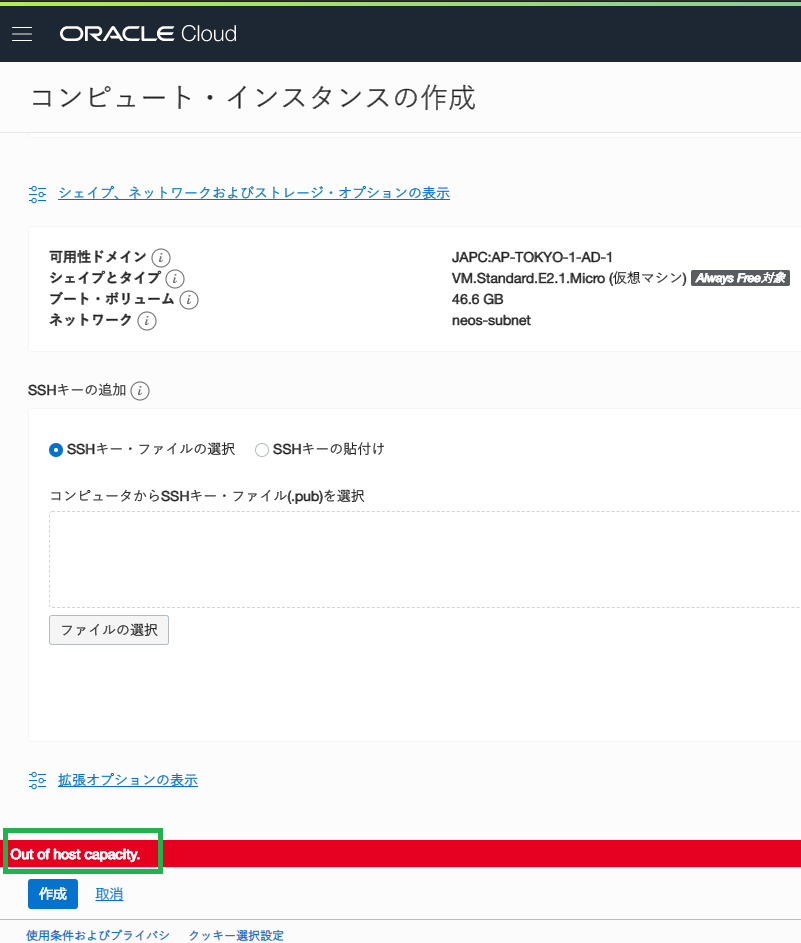 ORACLE Cloud
コンピュート・インスタンスの作成
シェイプ、ネットワークおよびストレージ・オプションの表示
可用性ドメイン JAPC:AP-TOKYO-1-AD-1
シェイプとタイプ VM.Standard.E2.1.Micro (仮想マシン) Always Free対象
ブート・ボリューム 46.6 GB
ネットワーク neos-subnet
SSHキーの追加
SSHキー・ファイルの選択 SSHキーの貼付け
コンピュータからSSHキー・ファイル(.pub)を選択
ファイルの選択
拡張オプションの表示
Out of host capacity.
作成 取消
使用条件およびプライバシ クッキー選択設定